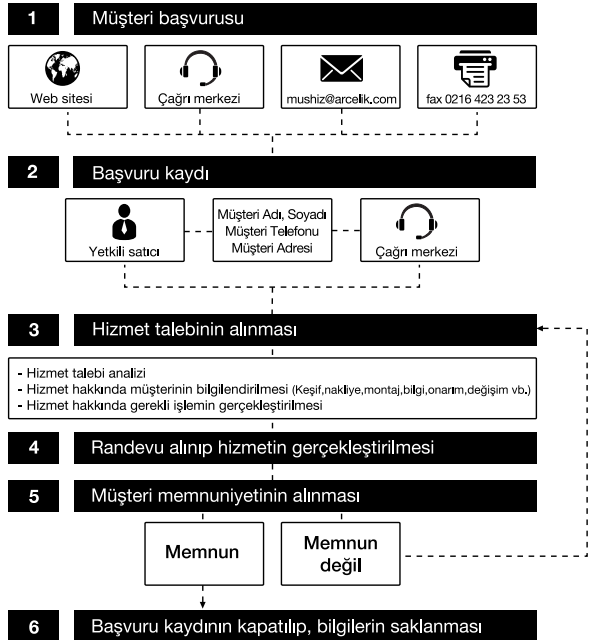 1 Müşteri başvurusu
Web sitesi
Çağrı merkezi
mushiz@arcelik.com
fax 0216 423 23 53
2 Başvuru kaydı
Yetkili satıcı
Müşteri Adı, Soyadı
Müşteri Telefonu
Müşteri Adresi
Çağrı merkezi
3 Hizmet talebinin alınması
- Hizmet talebi analizi
- Hizmet hakkında müşterinin bilgilendirilmesi (Keşif,nakliye,montaj,bilgi,onarım,değişim vb.)
- Hizmet hakkında gerekli işlemin gerçekleştirilmesi
4 Randevu alınıp hizmetin gerçekleştirilmesi
5 Müşteri memnuniyetinin alınması
Memnun
Memnun
değil
6 Başvuru kaydının kapatılıp, bilgilerin saklanması